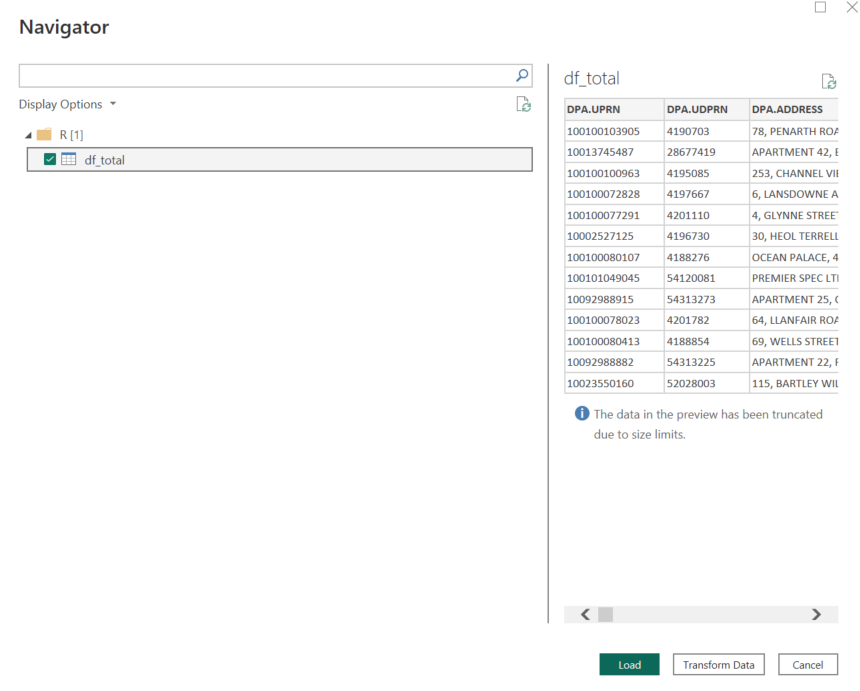 Navigator
Display Options
R [1]
df_total
df_total
DPA.UPRN DPA.UDPRN DPA.ADDRESS
100100103905 4190703 78, PENARTH ROA
10013745487 28677419 APARTMENT 42, E
100100100963 4195085 253, CHANNEL VIE
100100072828 4197667 6, LANSDOWNE A
100100077291 4201110 4, GLYNNE STREET
10002527125 4196730 30, HEOL TERRELL
100100080107 4188276 OCEAN PALACE, 4
100101049045 54120081 PREMIER SPEC LTD
10092988915 54313273 APARTMENT 25,
100100078023 4201782 64, LLANFAIR ROA
100100080413 4188854 69, WELLS STREET
10092988882 54313225 APARTMENT 22, F
10023550160 52028003 115, BARTLEY WIL
The data in the preview has been truncated
due to size limits.
Load Transform Data Cancel